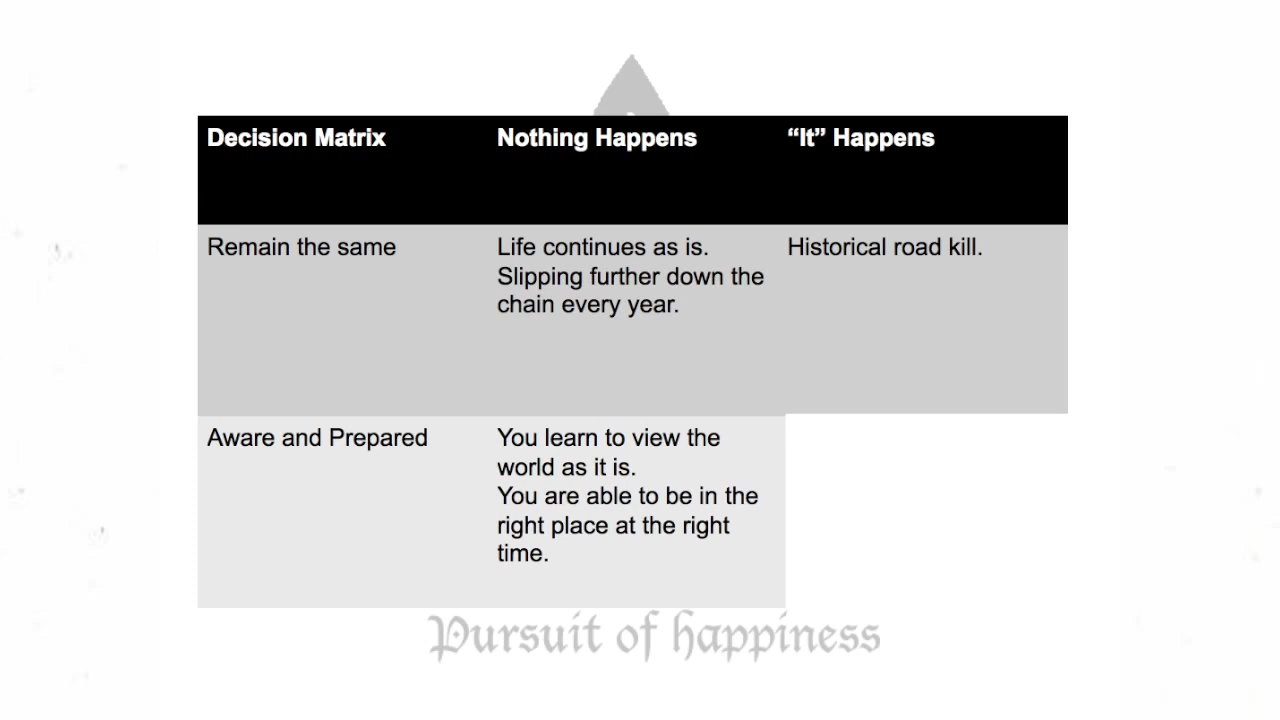 Decision Matrix
Nothing Happens
“It” Happens
Remain the same
Life continues as is.
Slipping further down the
chain every year.
Historical road kill.
Aware and Prepared
You learn to view the
world as it is.
You are able to be in the
right place at the right
time.
Pursuit of happiness